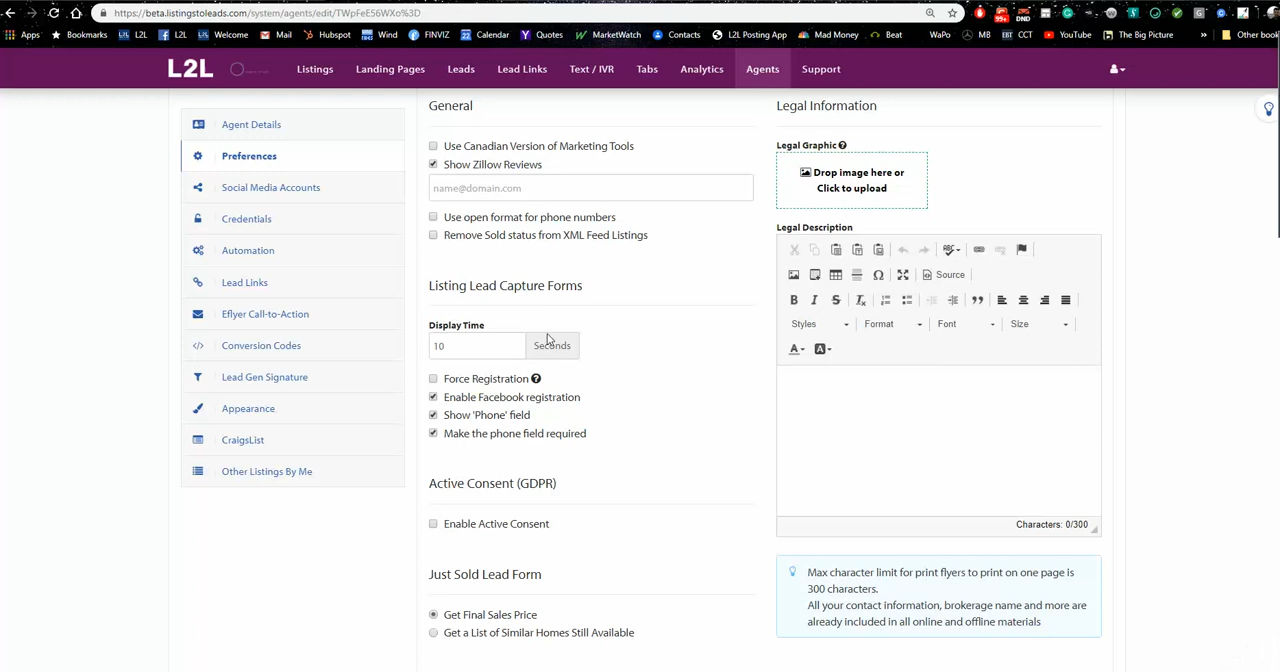 https://beta.listingstoleads.com/system/agents/edit/TWpFeE56WXo%3D
99+
DND
Apps
Bookmarks
L2L
L2L
Welcome
Mail
Hubspot
Wind
FINVIZ
Calendar
Quotes
MarketWatch
Contacts
L2L Posting App
Mad Money
Beat
WaPo
MB
EBT CCT
YouTube
The Big Picture
»
Other book
L2L
Listings
Landing Pages
Leads
Lead Links
Text / IVR
Tabs
Analytics
Agents
Support
Agent Details
Preferences
Social Media Accounts
Credentials
Automation
Lead Links
Eflyer Call-to-Action
Conversion Codes
Lead Gen Signature
Appearance
CraigsList
Other Listings By Me
General
Use Canadian Version of Marketing Tools
Show Zillow Reviews
name@domain.com
Use open format for phone numbers
Remove Sold status from XML Feed Listings
Listing Lead Capture Forms
Display Time
10 Seconds
Force Registration
Enable Facebook registration
Show 'Phone' field
Make the phone field required
Active Consent (GDPR)
Enable Active Consent
Just Sold Lead Form
Get Final Sales Price
Get a List of Similar Homes Still Available
Legal Information
Legal Graphic
Drop image here or
Click to upload
Legal Description
Source
Styles Format Font Size
Characters: 0/300
Max character limit for print flyers to print on one page is
300 characters.
All your contact information, brokerage name and more are
already included in all online and offline materials